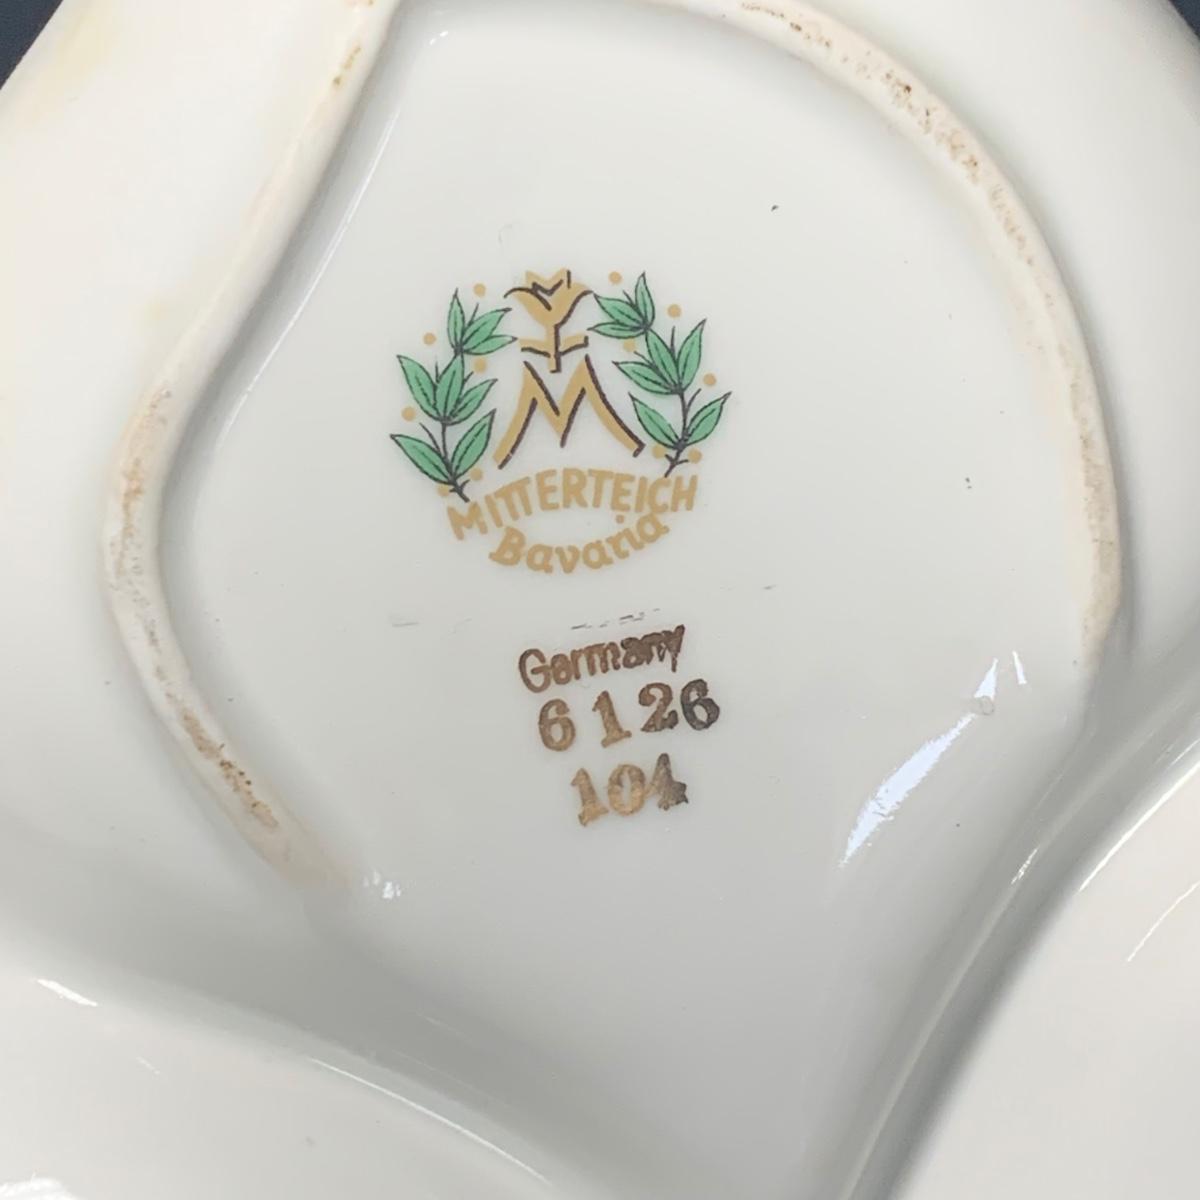 M
MITTERTEICH
Bavaria
Germany
6126
104